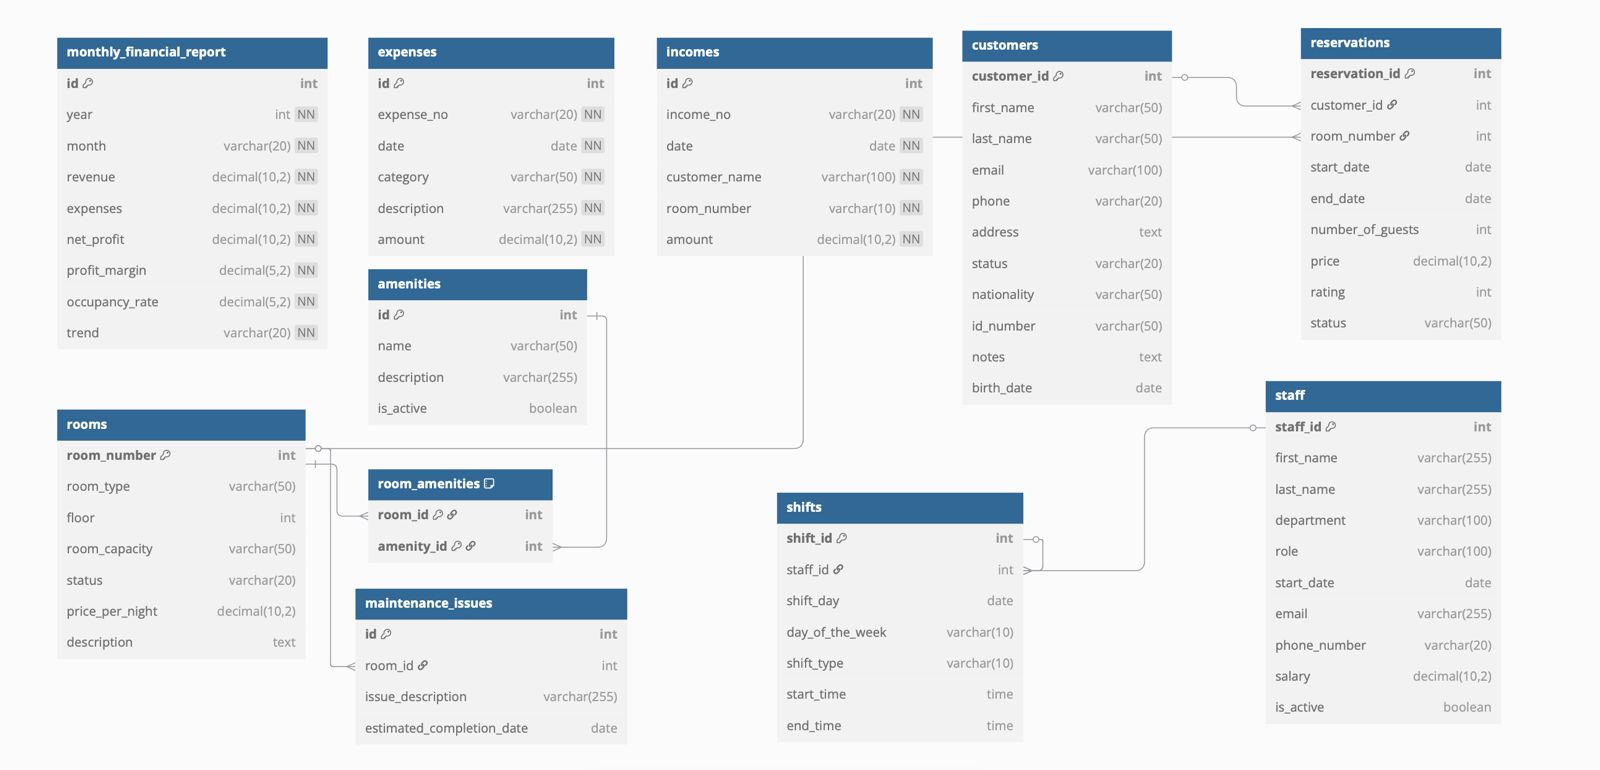 monthly_financial_report
id int
year int NN
month varchar(20) NN
revenue decimal(10,2) NN
expenses decimal(10,2) NN
net_profit decimal(10,2) NN
profit_margin decimal(5,2) NN
occupancy_rate decimal(5,2) NN
trend varchar(20) NN
expenses
id int
expense_no varchar(20) NN
date date NN
category varchar(50) NN
description varchar(255) NN
amount decimal(10,2) NN
incomes
id int
income_no varchar(20) NN
date date NN
customer_name varchar(100) NN
room_number varchar(10) NN
amount decimal(10,2) NN
customers
customer_id int
first_name varchar(50)
last_name varchar(50)
email varchar(100)
phone varchar(20)
address text
status varchar(20)
nationality varchar(50)
id_number varchar(50)
notes text
birth_date date
reservations
reservation_id int
customer_id int
room_number int
start_date date
end_date date
number_of_guests int
price decimal(10,2)
rating int
status varchar(50)
amenities
id int
name varchar(50)
description varchar(255)
is_active boolean
rooms
room_number int
room_type varchar(50)
floor int
room_capacity varchar(50)
status varchar(20)
price_per_night decimal(10,2)
description text
room_amenities
room_id int
amenity_id int
maintenance_issues
id int
room_id int
issue_description varchar(255)
estimated_completion_date date
shifts
shift_id int
staff_id int
shift_day date
day_of_the_week varchar(10)
shift_type varchar(10)
start_time time
end_time time
staff
staff_id int
first_name varchar(255)
last_name varchar(255)
department varchar(100)
role varchar(100)
start_date date
email varchar(255)
phone_number varchar(20)
salary decimal(10,2)
is_active boolean